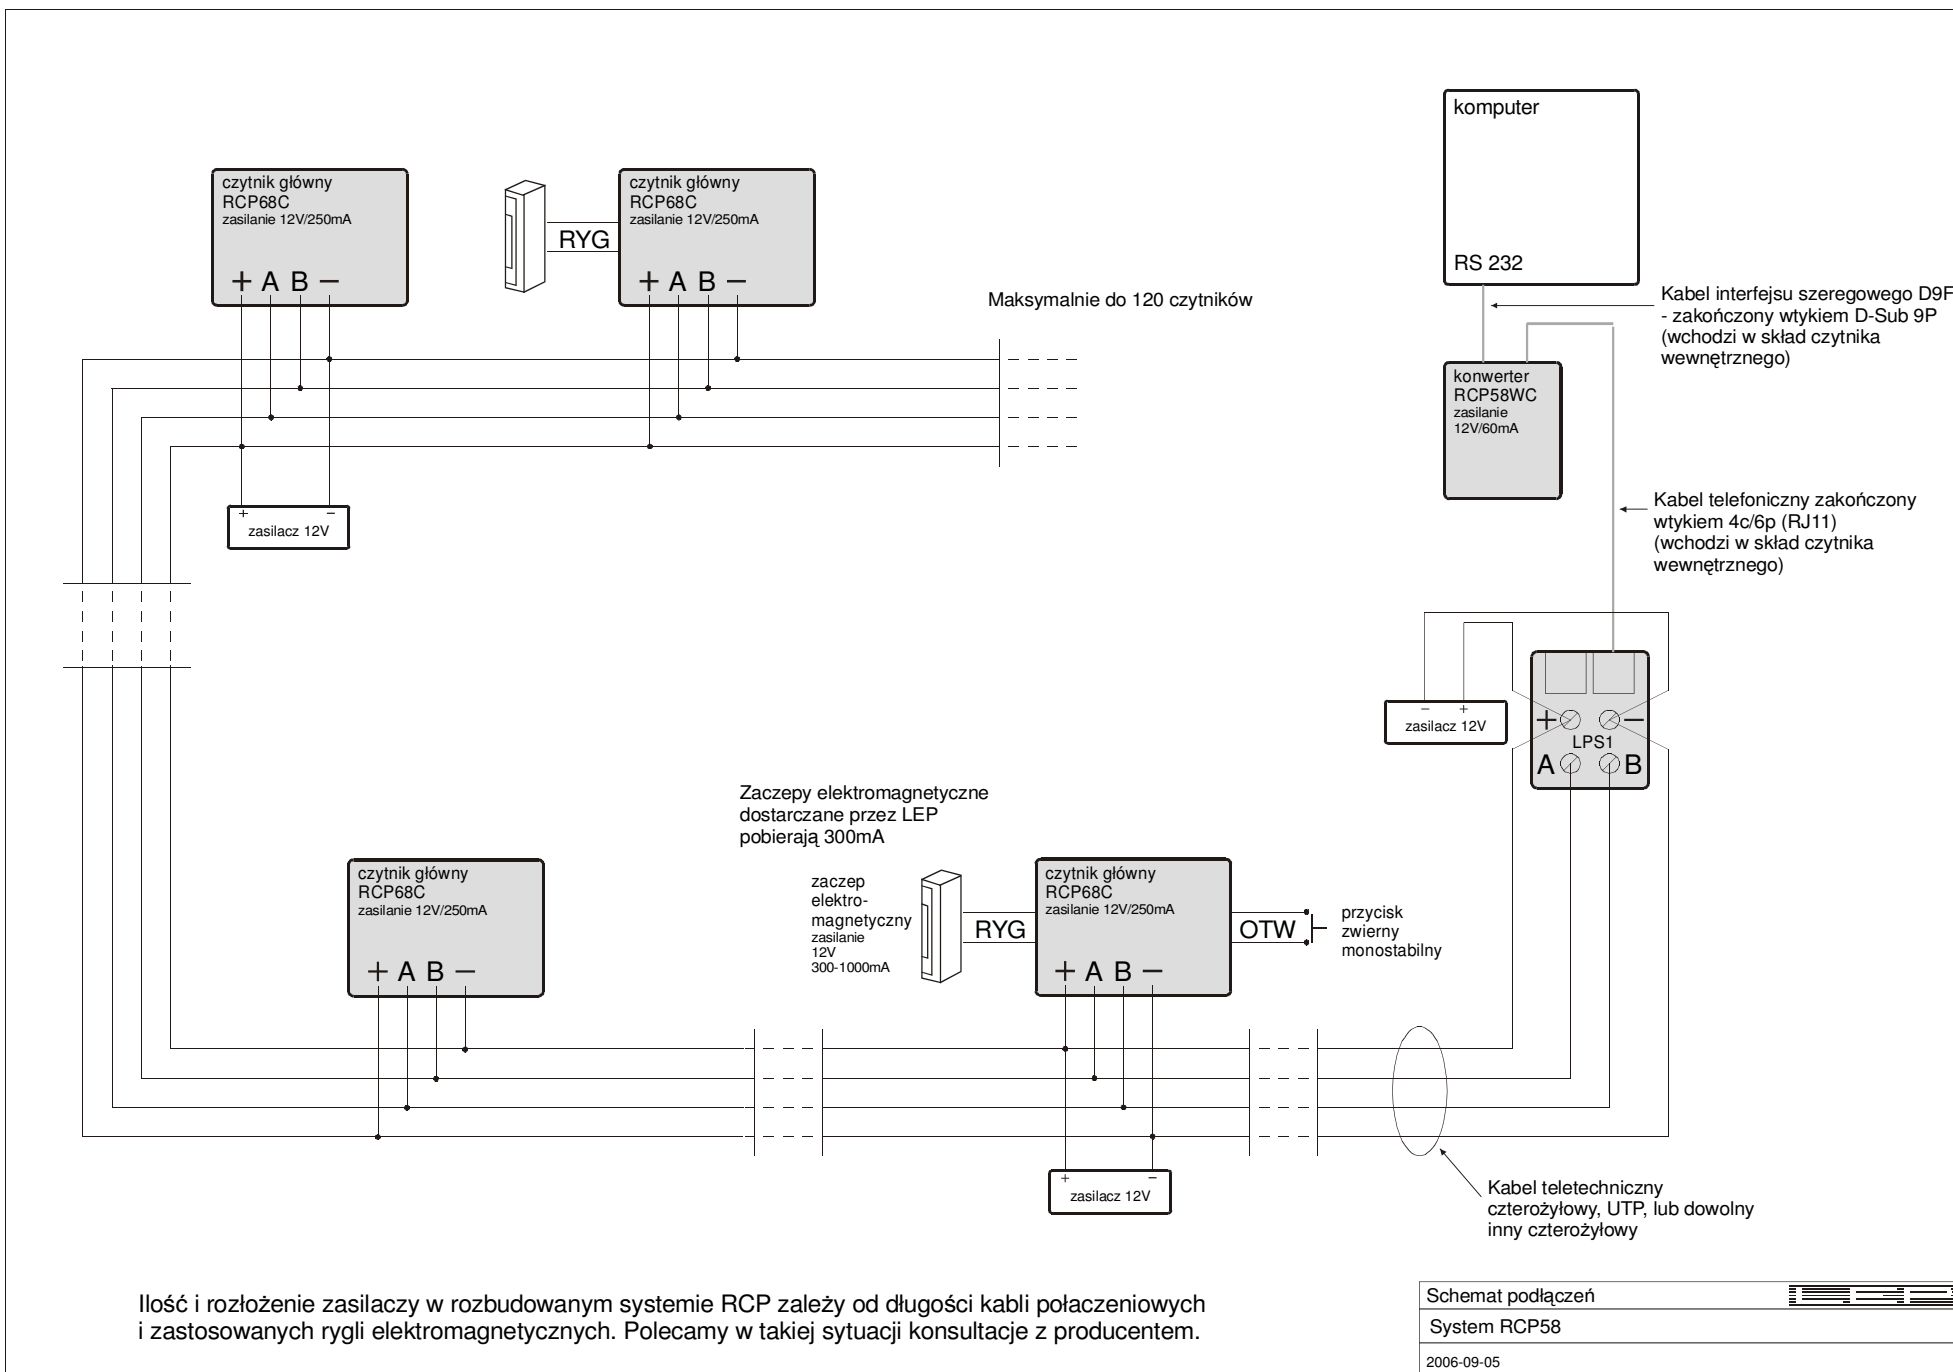 komputer
RS 232
czytnik główny
RCP68C
zasilanie 12V/250mA
+ A B −
RYG
czytnik główny
RCP68C
zasilanie 12V/250mA
+ A B −
Maksymalnie do 120 czytników
Kabel interfejsu szeregowego D9F
- zakończony wtykiem D-Sub 9P
(wchodzi w skład czytnika
wewnętrznego)
konwerter
RCP58WC
zasilanie
12V/60mA
+ −
zasilacz 12V
Kabel telefoniczny zakończony
wtykiem 4c/6p (RJ11)
(wchodzi w skład czytnika
wewnętrznego)
− +
zasilacz 12V
+ −
LPS1
A B
Zaczepy elektromagnetyczne
dostarczane przez LEP
pobierają 300mA
czytnik główny
RCP68C
zasilanie 12V/250mA
+ A B −
zaczep
elektro-
magnetyczny
zasilanie
12V
300-1000mA
RYG
czytnik główny
RCP68C
zasilanie 12V/250mA
+ A B −
OTW
przycisk
zwierny
monostabilny
+ −
zasilacz 12V
Kabel teletechniczny
czterożyłowy, UTP, lub dowolny
inny czterożyłowy
Ilość i rozłożenie zasilaczy w rozbudowanym systemie RCP zależy od długości kabli połaczeniowych
i zastosowanych rygli elektromagnetycznych. Polecamy w takiej sytuacji konsultacje z producentem.
Schemat podłączeń
System RCP58
2006-09-05